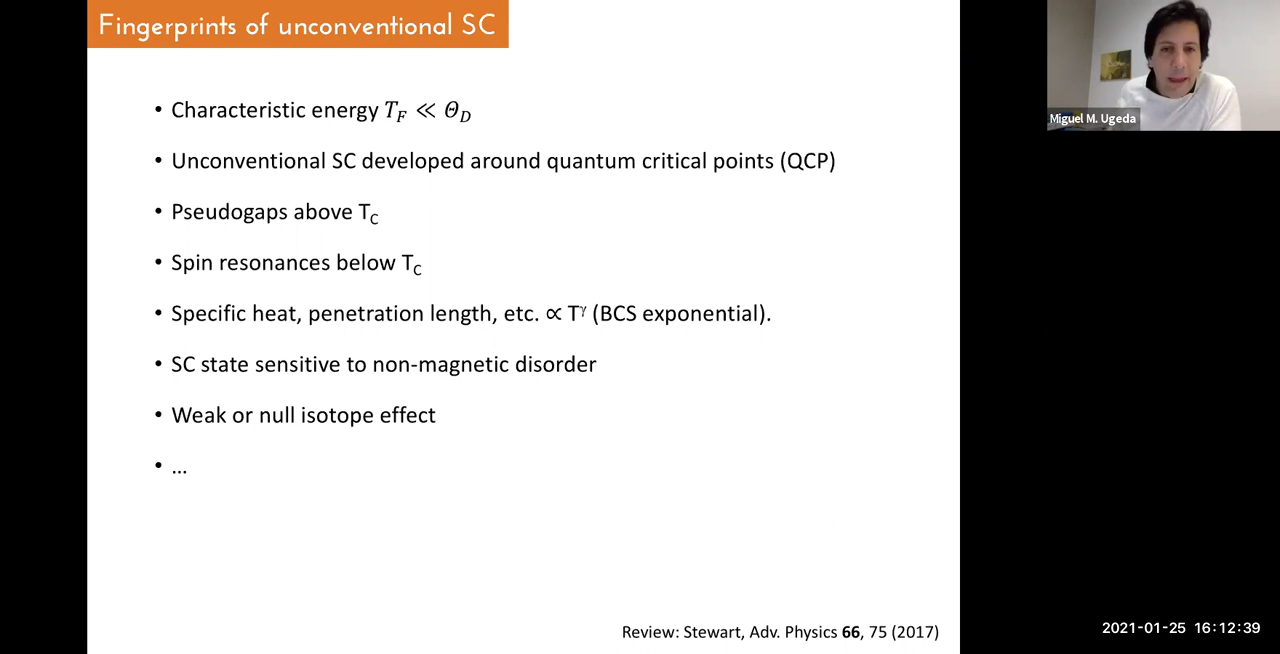 Fingerprints of unconventional SC
• Characteristic energy T_F ≪ Θ_D
• Unconventional SC developed around quantum critical points (QCP)
• Pseudogaps above T_C
• Spin resonances below T_C
• Specific heat, penetration length, etc. ∝ T^γ (BCS exponential).
• SC state sensitive to non-magnetic disorder
• Weak or null isotope effect
• ...
Review: Stewart, Adv. Physics 66, 75 (2017)
Miguel M. Ugeda
2021-01-25 16:12:39